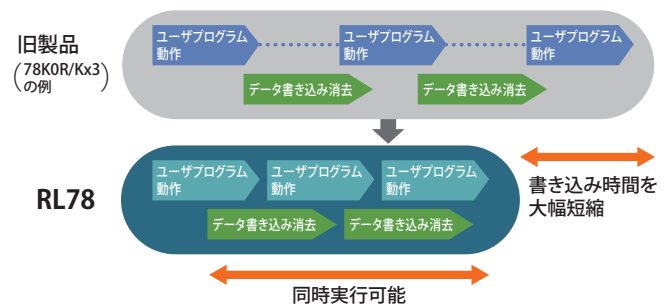 旧製品
(78K0R/Kx3)
の例
ユーザプログラム
動作
ユーザプログラム
動作
ユーザプログラム
動作
データ書き込み消去
データ書き込み消去
RL78
ユーザプログラム
動作
ユーザプログラム
動作
ユーザプログラム
動作
データ書き込み消去
データ書き込み消去
書き込み時間を
大幅短縮
同時実行可能